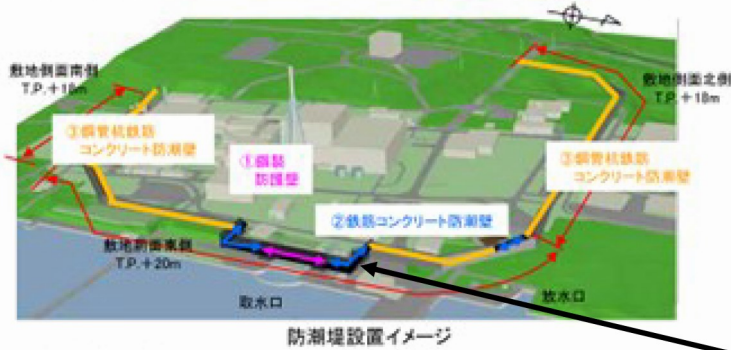 敷地側面南側
T.P.+18m
敷地側面北側
T.P.+18m
③鋼管杭鉄筋
コンクリート防潮壁
①鋼製
防護壁
③鋼管杭鉄筋
コンクリート防潮壁
②鉄筋コンクリート防潮壁
敷地前面東側
T.P.+20m
取水口
放水口
防潮堤設置イメージ